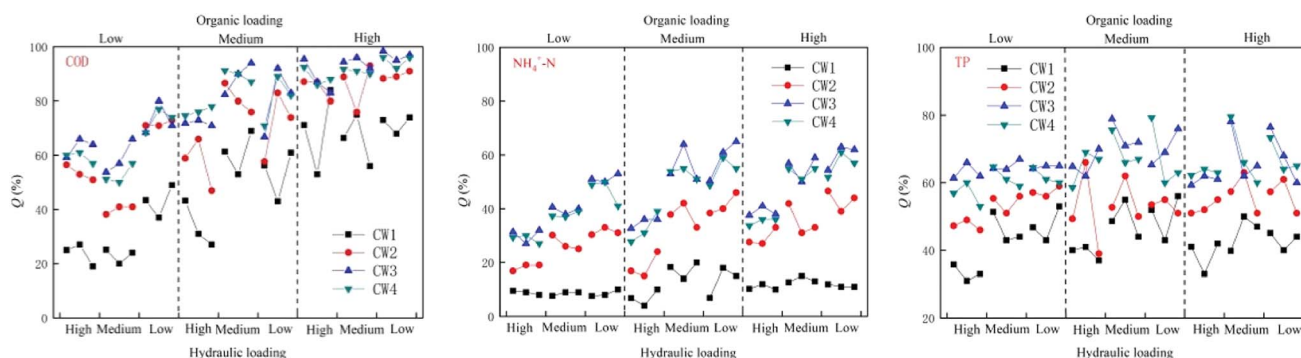 Organic loading
Low Medium High
COD
Q (%)
100
80
60
40
20
0
CW1
CW2
CW3
CW4
High Medium Low High Medium Low High Medium Low
Hydraulic loading
Organic loading
Low Medium High
NH₄⁺-N
Q (%)
100
80
60
40
20
0
CW1
CW2
CW3
CW4
High Medium Low High Medium Low High Medium Low
Hydraulic loading
Organic loading
Low Medium High
TP
Q (%)
100
80
60
40
20
CW1
CW2
CW3
CW4
High Medium Low High Medium Low High Medium Low
Hydraulic loading